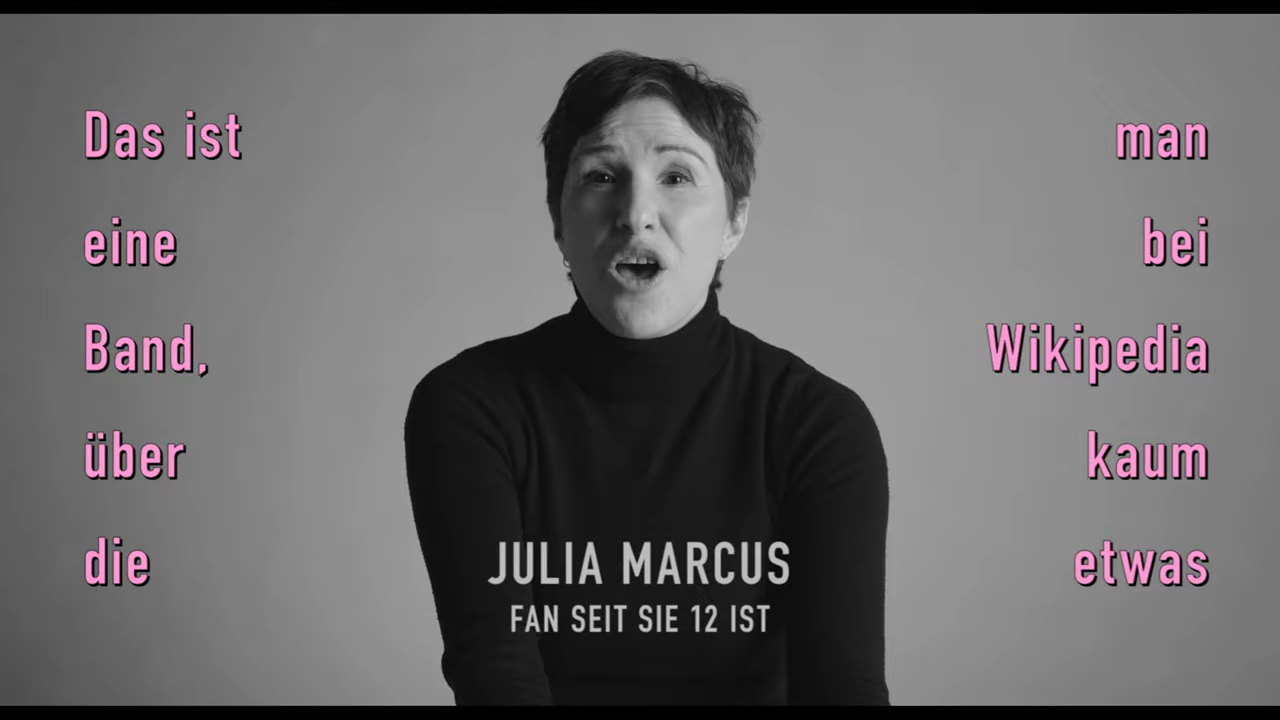 Das ist
eine
Band,
über
die
man
bei
Wikipedia
kaum
etwas
JULIA MARCUS
FAN SEIT SIE 12 IST